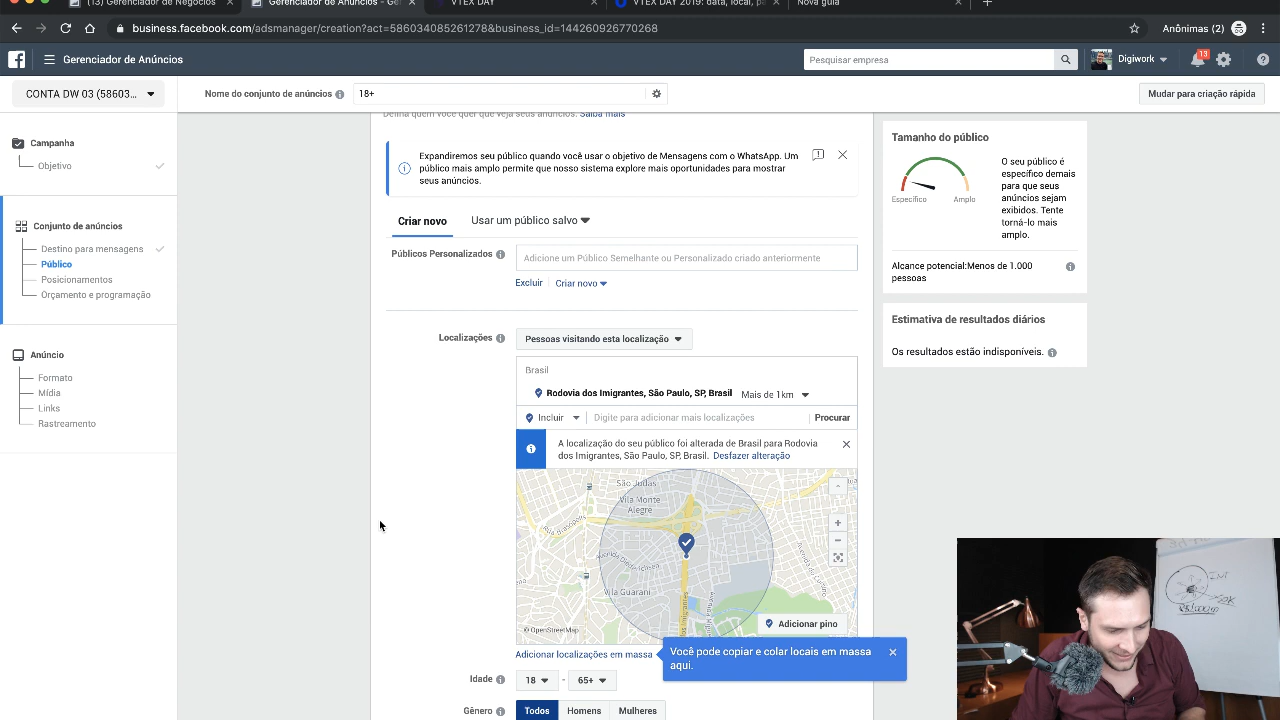 (13) Gerenciador de Negócios
Gerenciador de Anúncios - Ge
VTEX DAY
VTEX DAY 2019: data, local, p
Nova guia
business.facebook.com/adsmanager/creation?act=586034085261278&business_id=144260926770268
Anônimas (2)
Gerenciador de Anúncios
Pesquisar empresa
Digiwork
13
CONTA DW 03 (58603...
Nome do conjunto de anúncios
18+
Mudar para criação rápida
Campanha
Objetivo
Conjunto de anúncios
Destino para mensagens
Público
Posicionamentos
Orçamento e programação
Anúncio
Formato
Mídia
Links
Rastreamento
Defina quem você quer que veja seus anúncios. Saiba mais
Expandiremos seu público quando você usar o objetivo de Mensagens com o WhatsApp. Um
público mais amplo permite que nosso sistema explore mais oportunidades para mostrar
seus anúncios.
Criar novo
Usar um público salvo
Públicos Personalizados
Adicione um Público Semelhante ou Personalizado criado anteriormente
Excluir
Criar novo
Localizações
Pessoas visitando esta localização
Brasil
Rodovia dos Imigrantes, São Paulo, SP, Brasil
Mais de 1km
Incluir
Digite para adicionar mais localizações
Procurar
A localização do seu público foi alterada de Brasil para Rodovia
dos Imigrantes, São Paulo, SP, Brasil. Desfazer alteração
São Judas
Vila Monte
Alegre
Vila Guarani
© OpenStreetMap
Adicionar pino
Adicionar localizações em massa
Você pode copiar e colar locais em massa
aqui.
Idade
18
-
65+
Gênero
Todos
Homens
Mulheres
Tamanho do público
Específico
Amplo
O seu público é
específico demais
para que seus
anúncios sejam
exibidos. Tente
torná-lo mais
amplo.
Alcance potencial:Menos de 1.000
pessoas
Estimativa de resultados diários
Os resultados estão indisponíveis.